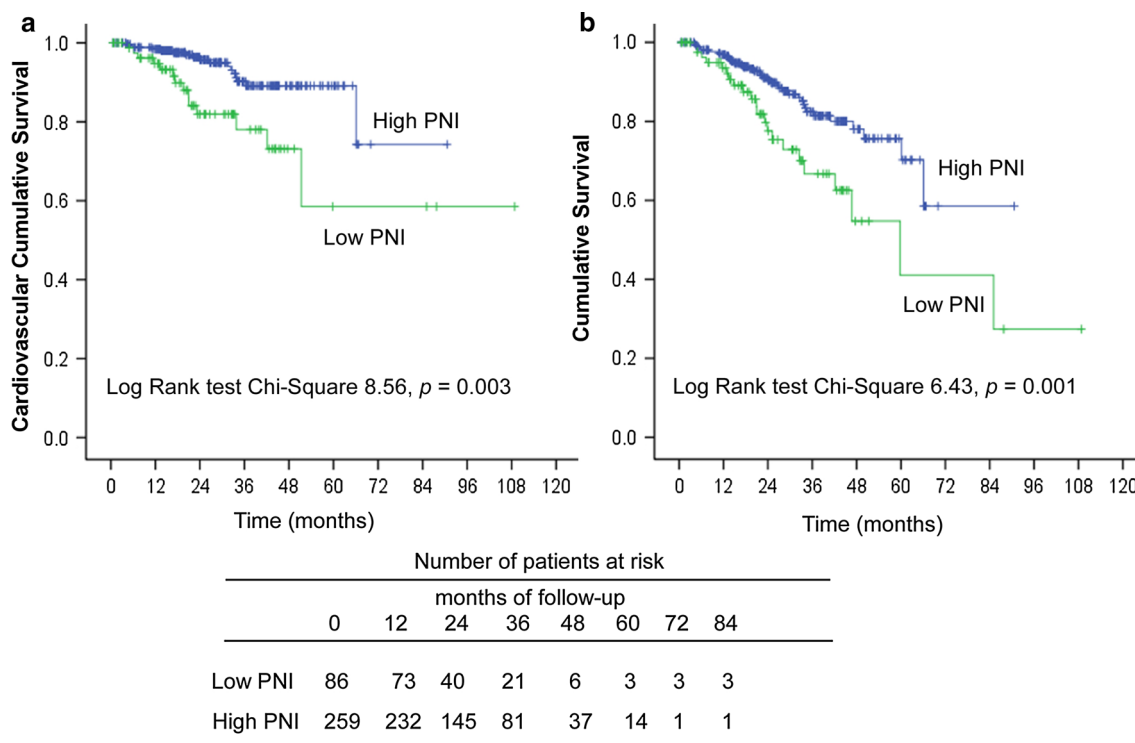 a
Cardiovascular Cumulative Survival
1.0
0.8
0.6
0.4
0.2
0.0
High PNI
Low PNI
Log Rank test Chi-Square 8.56, p = 0.003
0 12 24 36 48 60 72 84 96 108 120
Time (months)
b
Cumulative Survival
1.0
0.8
0.6
0.4
0.2
0.0
High PNI
Low PNI
Log Rank test Chi-Square 6.43, p = 0.001
0 12 24 36 48 60 72 84 96 108 120
Time (months)
Number of patients at risk
months of follow-up
0 12 24 36 48 60 72 84
Low PNI 86 73 40 21 6 3 3 3
High PNI 259 232 145 81 37 14 1 1